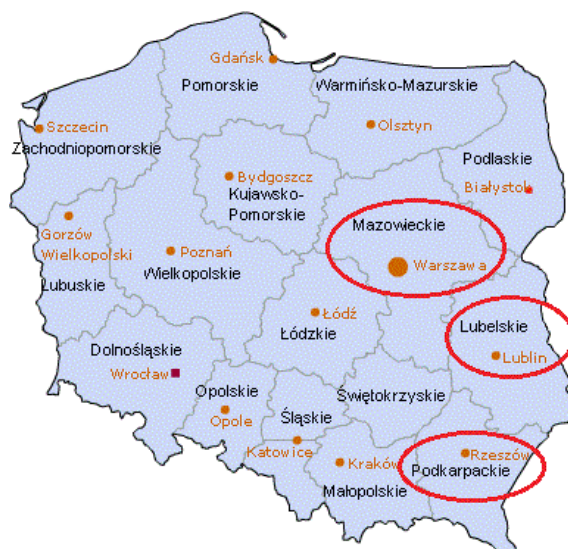 Gdańsk
Pomorskie
Warmińsko-Mazurskie
Szczecin
Olsztyn
Zachodniopomorskie
Podlaskie
Bydgoszcz
Białystok
Kujawsko-
Pomorskie
Mazowieckie
Gorzów
Wielkopolski
Poznań
Wielkopolskie
Warszawa
Lubuskie
Łódź
Łódzkie
Lubelskie
Lublin
Dolnośląskie
Wrocław
Opolskie
Opole
Śląskie
Świętokrzyskie
Katowice
Kraków
Małopolskie
Rzeszów
Podkarpackie